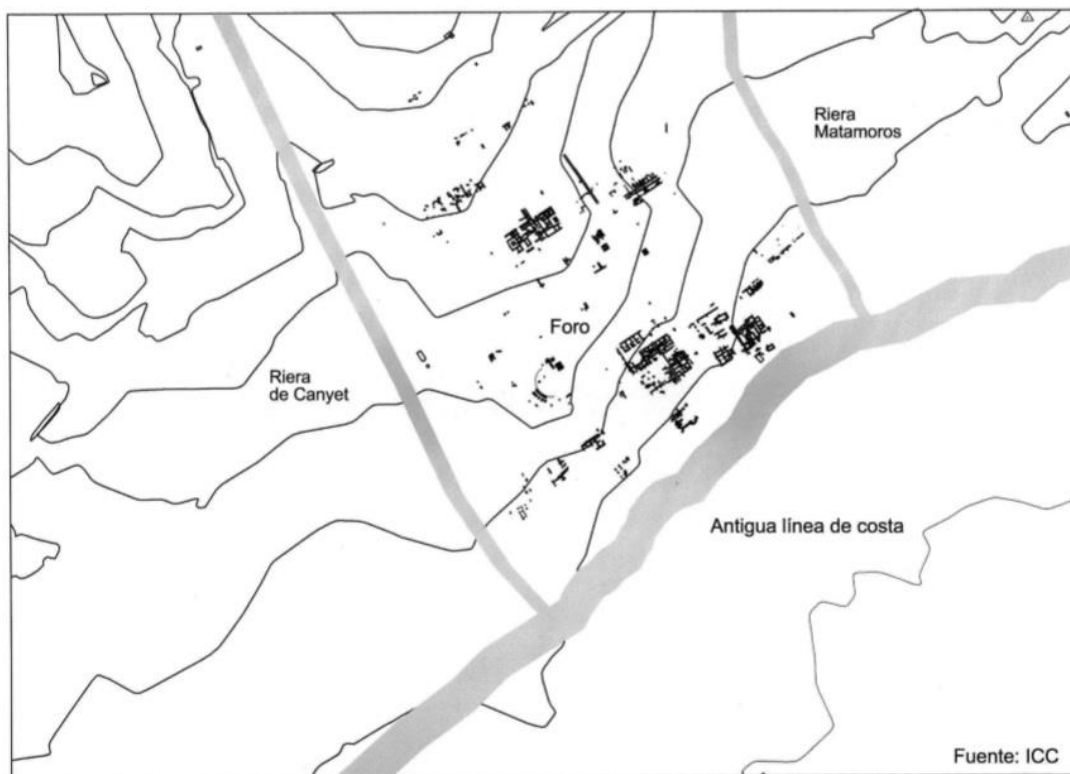 Riera
Matamoros
Foro
Riera
de Canyet
Antigua línea de costa
Fuente: ICC